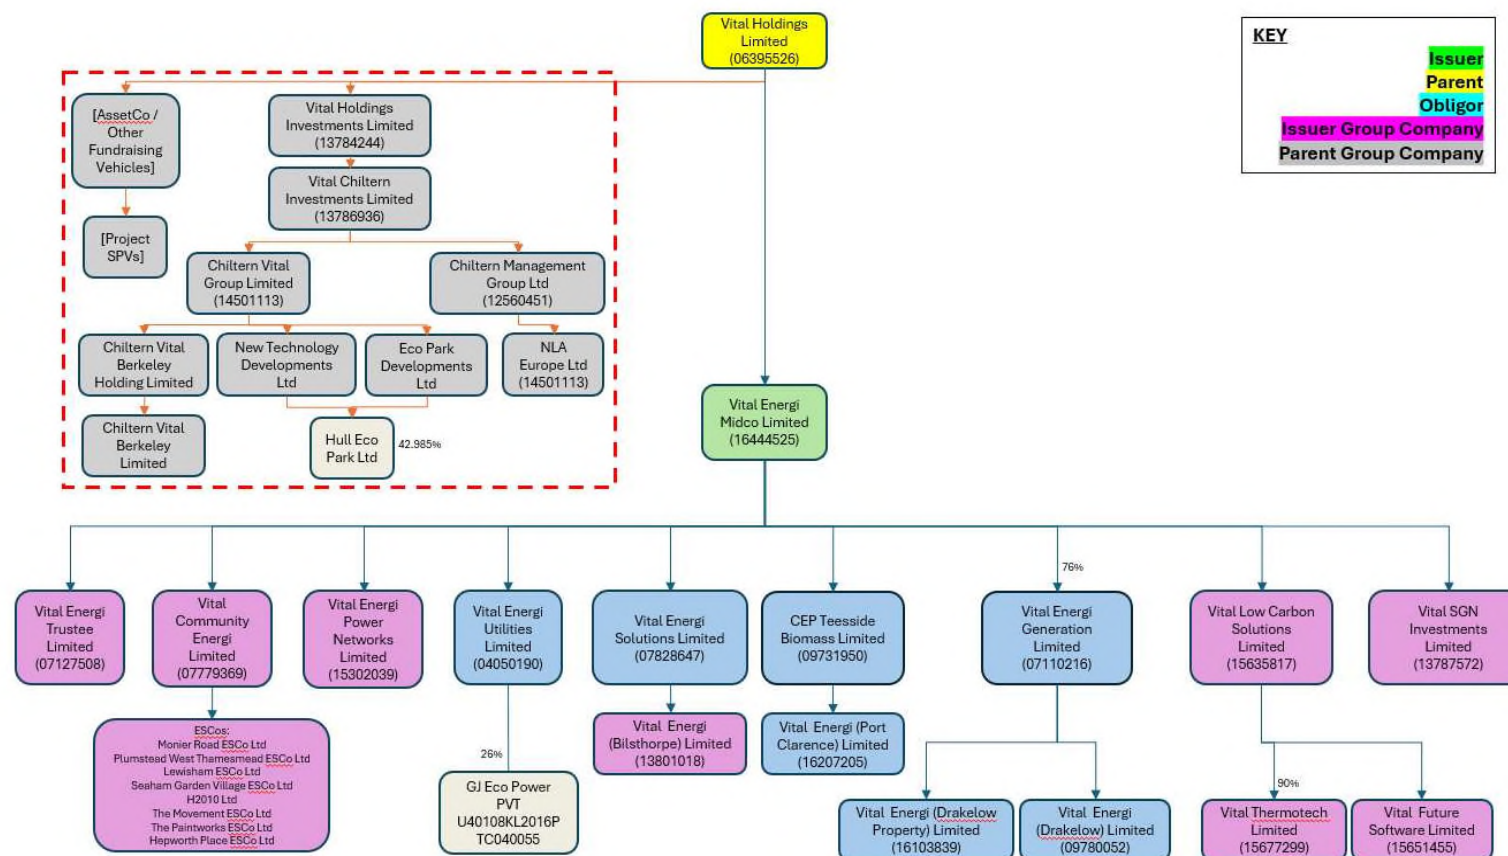 Vital Holdings
Limited
(06395526)
KEY
Issuer
Parent
Obligor
Issuer Group Company
Parent Group Company
[AssetCo /
Other
Fundraising
Vehicles]
Vital Holdings
Investments Limited
(13784244)
Vital Chiltern
Investments Limited
(13786936)
[Project
SPVs]
Chiltern Vital
Group Limited
(14501113)
Chiltern Management
Group Ltd
(12560451)
Chiltern Vital
Berkeley
Holding Limited
New Technology
Developments
Ltd
Eco Park
Developments
Ltd
NLA
Europe Ltd
(14501113)
Chiltern Vital
Berkeley
Limited
Hull Eco
Park Ltd
42.985%
Vital Energi
Midco Limited
(16444525)
76%
Vital Energi
Trustee
Limited
(07127508)
Vital
Community
Energi
Limited
(07779369)
Vital Energi
Power
Networks
Limited
(15302039)
Vital Energi
Utilities
Limited
(04050190)
Vital Energi
Solutions Limited
(07828647)
CEP Teesside
Biomass Limited
(09731950)
Vital Energi
Generation
Limited
(07110216)
Vital Low Carbon
Solutions
Limited
(15635817)
Vital SGN
Investments
Limited
(13787572)
ESCos:
Monier Road ESCo Ltd
Plumstead West Thamesmead ESCo Ltd
Lewisham ESCo Ltd
Seaham Garden Village ESCo Ltd
H2010 Ltd
The Movement ESCo Ltd
The Paintworks ESCo Ltd
Hepworth Place ESCo Ltd
26%
GJ Eco Power
PVT
U40108KL2016P
TC040055
Vital Energi
(Bilsthorpe) Limited
(13801018)
Vital Energi (Port
Clarence) Limited
(16207205)
Vital Energi (Drakelow
Property) Limited
(16103839)
Vital Energi
(Drakelow) Limited
(09780052)
90%
Vital Thermotech
Limited
(15677299)
Vital Future
Software Limited
(15651455)